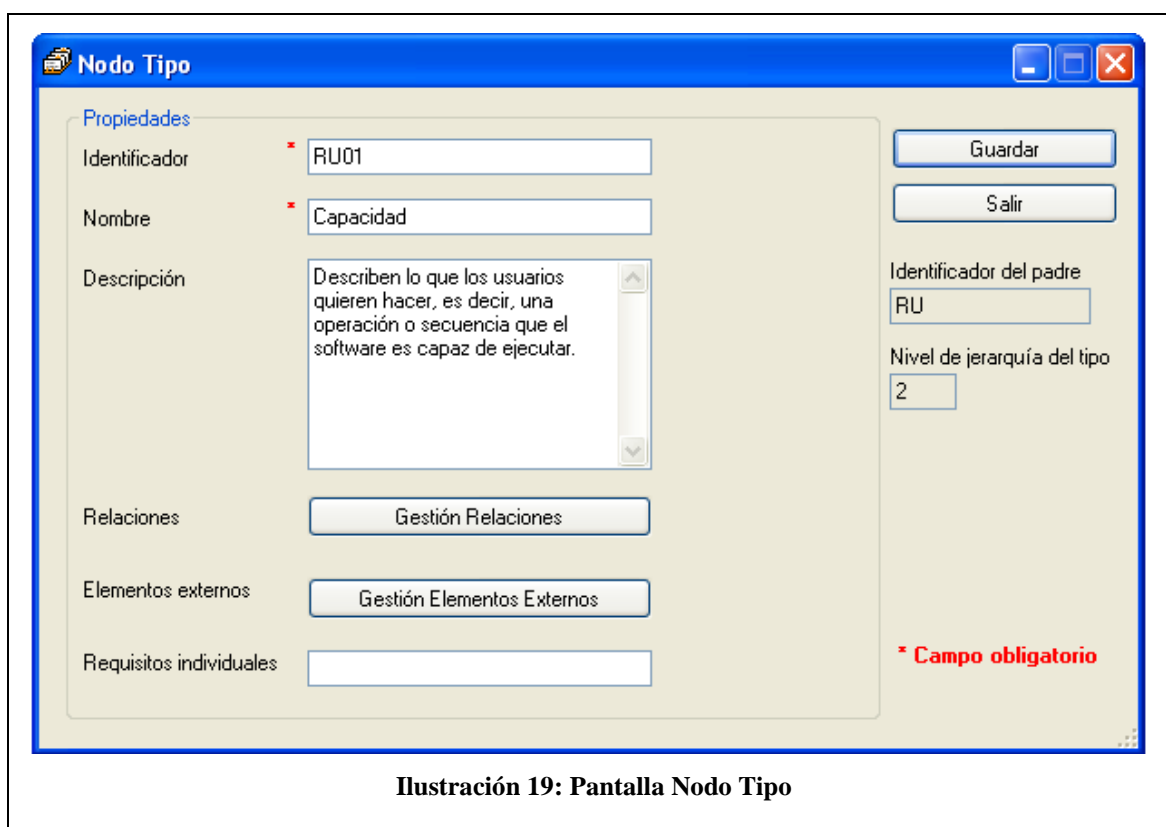 Nodo Tipo
Propiedades
Identificador * RU01
Nombre * Capacidad
Descripción
Describen lo que los usuarios
quieren hacer, es decir, una
operación o secuencia que el
software es capaz de ejecutar.
Relaciones Gestión Relaciones
Elementos externos Gestión Elementos Externos
Requisitos individuales
Guardar
Salir
Identificador del padre
RU
Nivel de jerarquía del tipo
2
* Campo obligatorio
Ilustración 19: Pantalla Nodo Tipo